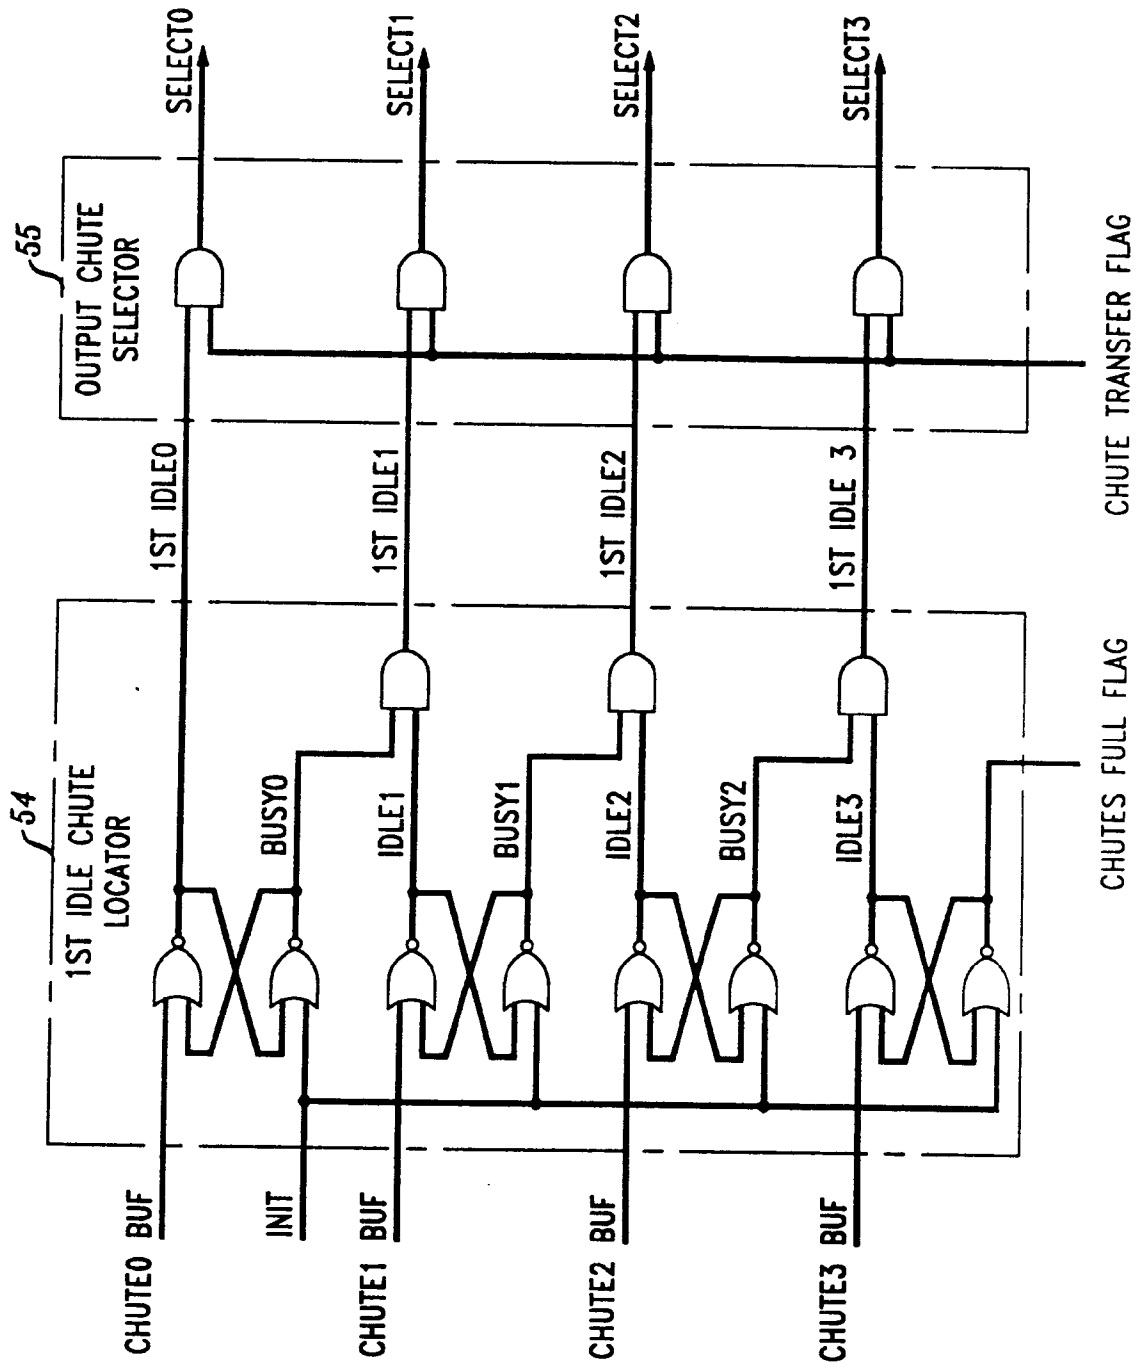 54
1ST IDLE CHUTE
LOCATOR
55
OUTPUT CHUTE
SELECTOR
CHUTE0 BUF
1ST IDLE0
SELECT0
INIT
BUSY0
CHUTE1 BUF
IDLE1
1ST IDLE1
SELECT1
BUSY1
CHUTE2 BUF
IDLE2
1ST IDLE2
SELECT2
BUSY2
CHUTE3 BUF
IDLE3
1ST IDLE 3
SELECT3
CHUTES FULL FLAG
CHUTE TRANSFER FLAG